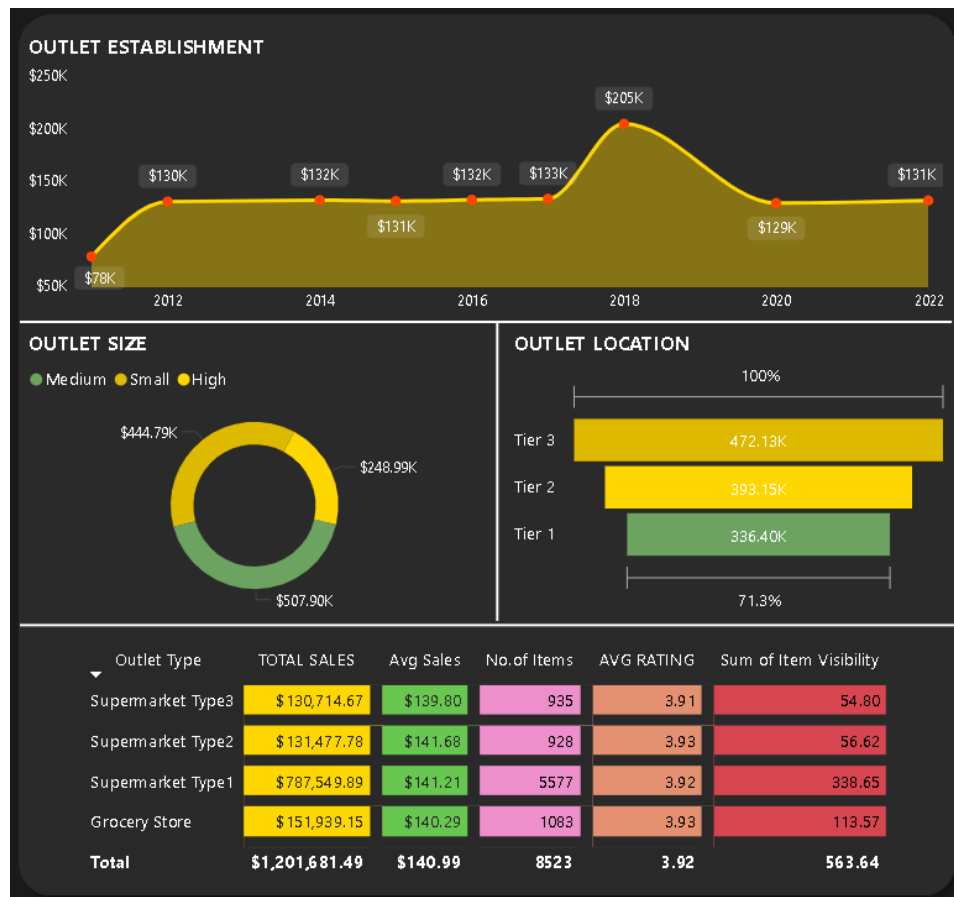 OUTLET ESTABLISHMENT
$250K
$200K
$150K
$100K
$50K
$78K
$130K
$132K
$131K
$132K
$133K
$205K
$129K
$131K
2012 2014 2016 2018 2020 2022
OUTLET SIZE
Medium Small High
$444.79K
$248.99K
$507.90K
OUTLET LOCATION
100%
Tier 3 472.13K
Tier 2 393.15K
Tier 1 336.40K
71.3%
Outlet Type TOTAL SALES Avg Sales No.of Items AVG RATING Sum of Item Visibility
Supermarket Type3 $130,714.67 $139.80 935 3.91 54.80
Supermarket Type2 $131,477.78 $141.68 928 3.93 56.62
Supermarket Type1 $787,549.89 $141.21 5577 3.92 338.65
Grocery Store $151,939.15 $140.29 1083 3.93 113.57
Total $1,201,681.49 $140.99 8523 3.92 563.64